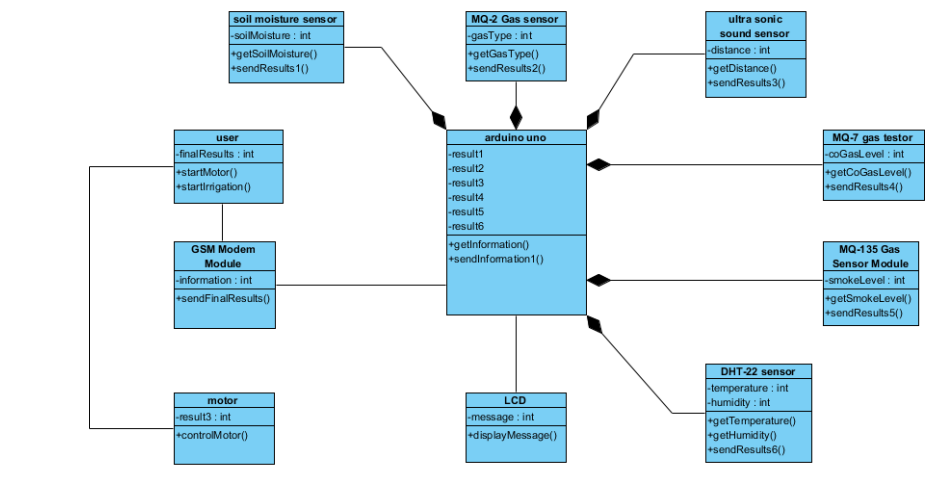 soil moisture sensor
-soilMoisture : int
+getSoilMoisture()
+sendResults1()
MQ-2 Gas sensor
-gasType : int
+getGasType()
+sendResults2()
ultra sonic
sound sensor
-distance : int
+getDistance()
+sendResults3()
user
-finalResults : int
+startMotor()
+startIrrigation()
arduino uno
-result1
-result2
-result3
-result4
-result5
-result6
+getInformation()
+sendInformation1()
MQ-7 gas testor
-coGasLevel : int
+getCoGasLevel()
+sendResults4()
GSM Modem
Module
-information : int
+sendFinalResults()
MQ-135 Gas
Sensor Module
-smokeLevel : int
+getSmokeLevel()
+sendResults5()
motor
-result3 : int
+controlMotor()
LCD
-message : int
+displayMessage()
DHT-22 sensor
-temperature : int
-humidity : int
+getTemperature()
+getHumidity()
+sendResults6()